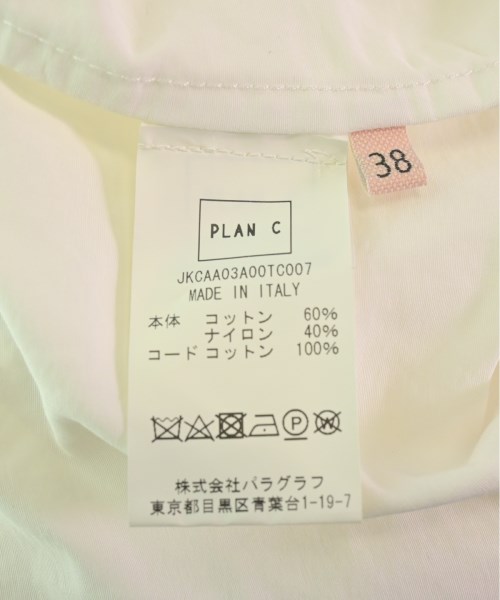 38
PLAN C
JKCAA03A00TC007
MADE IN ITALY
本体 コットン 60%
ナイロン 40%
コード コットン 100%
P W
株式会社パラグラフ
東京都目黒区青葉台1-19-7